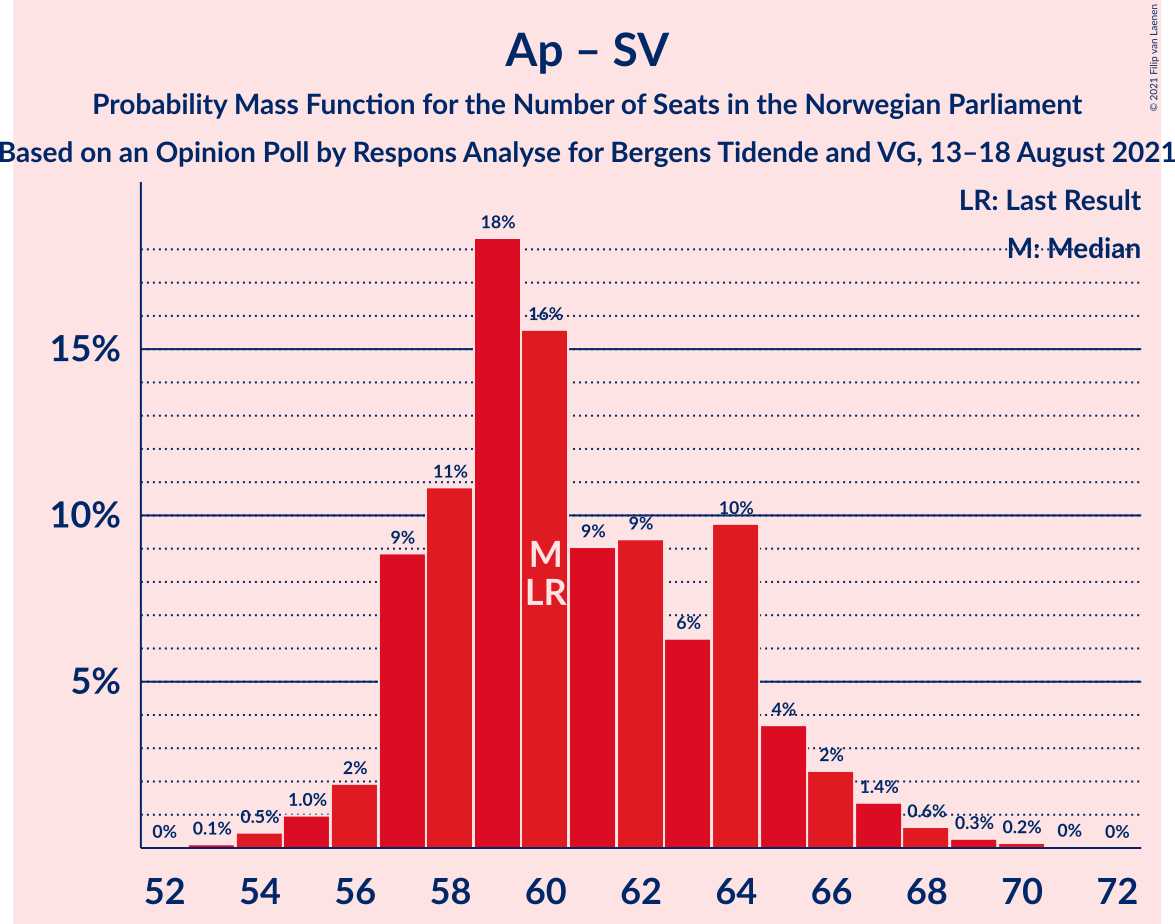 Ap – SV
Probability Mass Function for the Number of Seats in the Norwegian Parliament
Based on an Opinion Poll by Respons Analyse for Bergens Tidende and VG, 13–18 August 2021
© 2021 Filip van Laenen
LR: Last Result
M: Median
15%
10%
5%
0%
0.1%
0.5%
1.0%
2%
9%
11%
18%
16%
9%
9%
6%
10%
4%
2%
1.4%
0.6%
0.3%
0.2%
0%
0%
M
LR
52 54 56 58 60 62 64 66 68 70 72